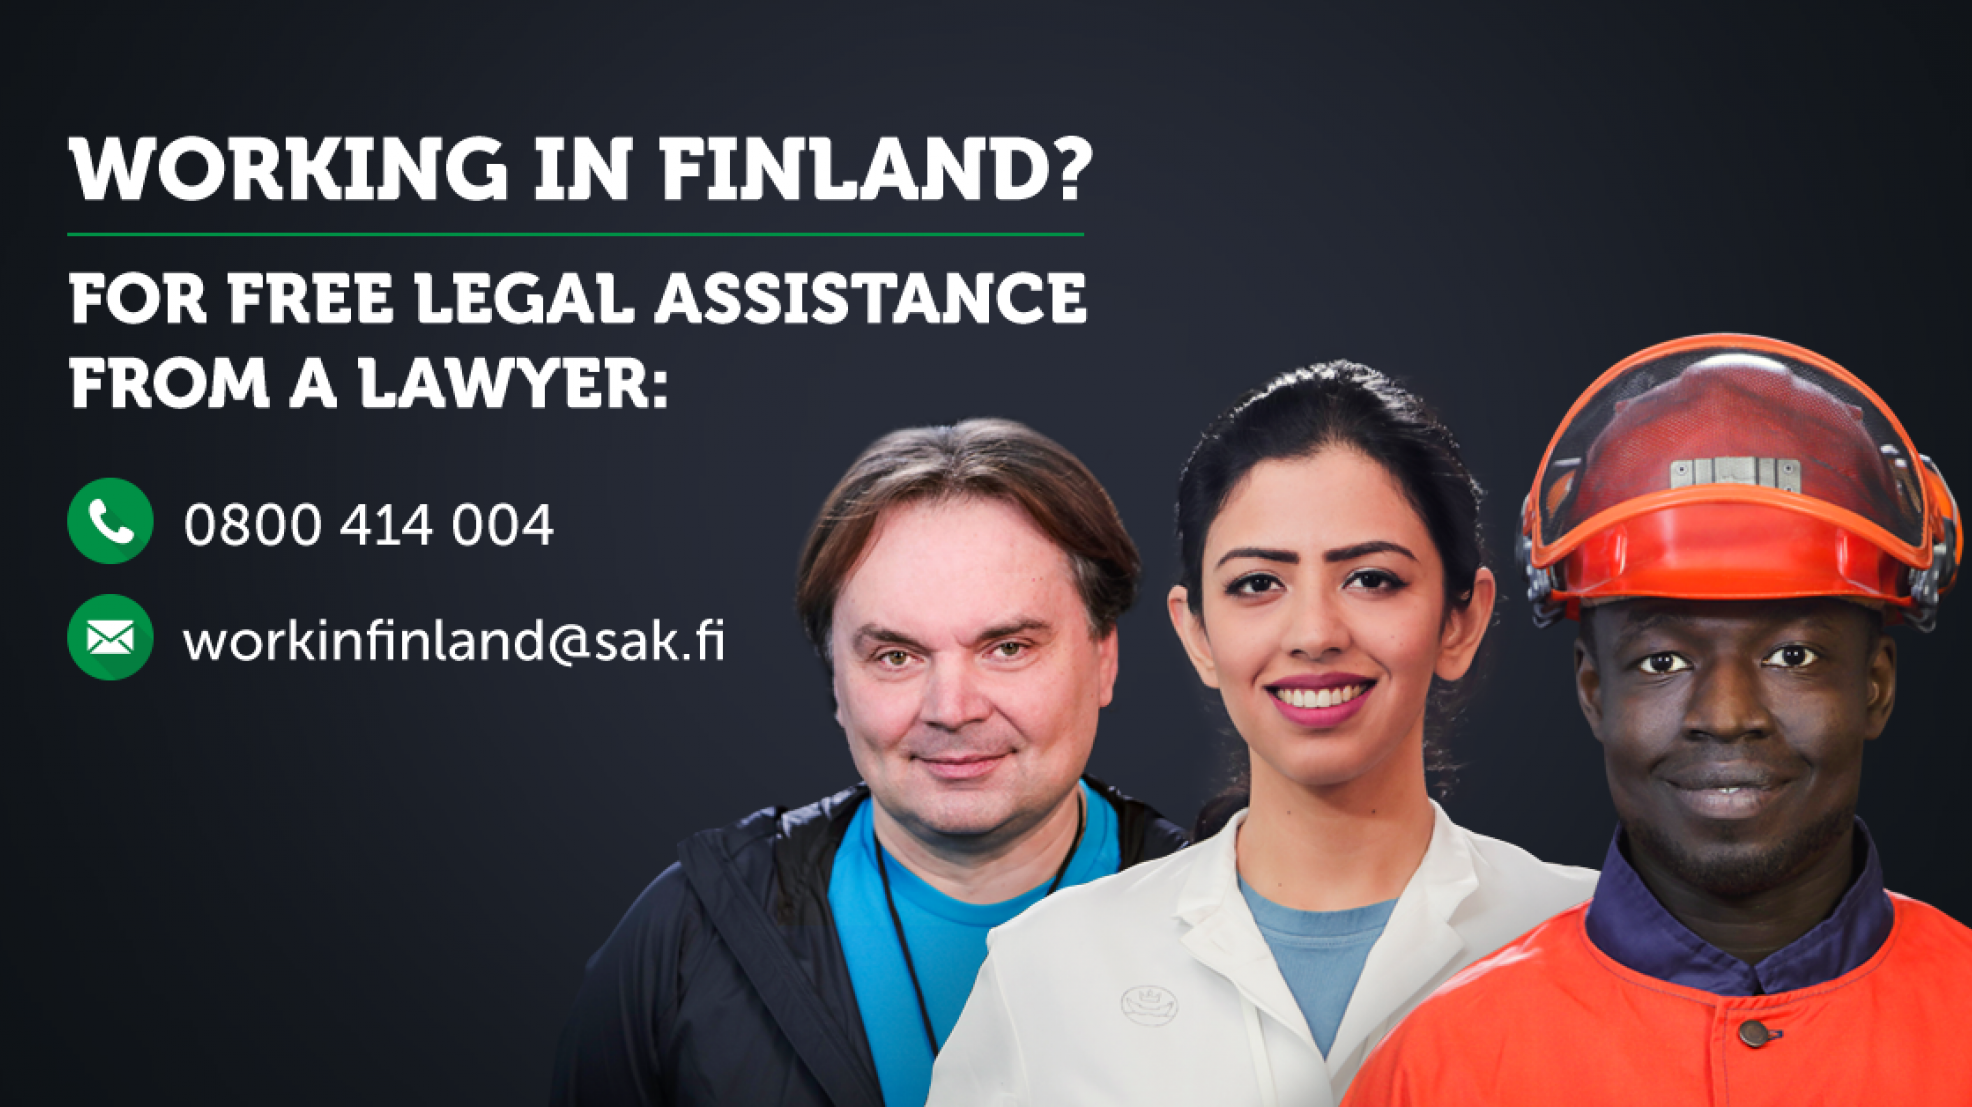 WORKING IN FINLAND?
FOR FREE LEGAL ASSISTANCE
FROM A LAWYER:
0800 414 004
workinfinland@sak.fi